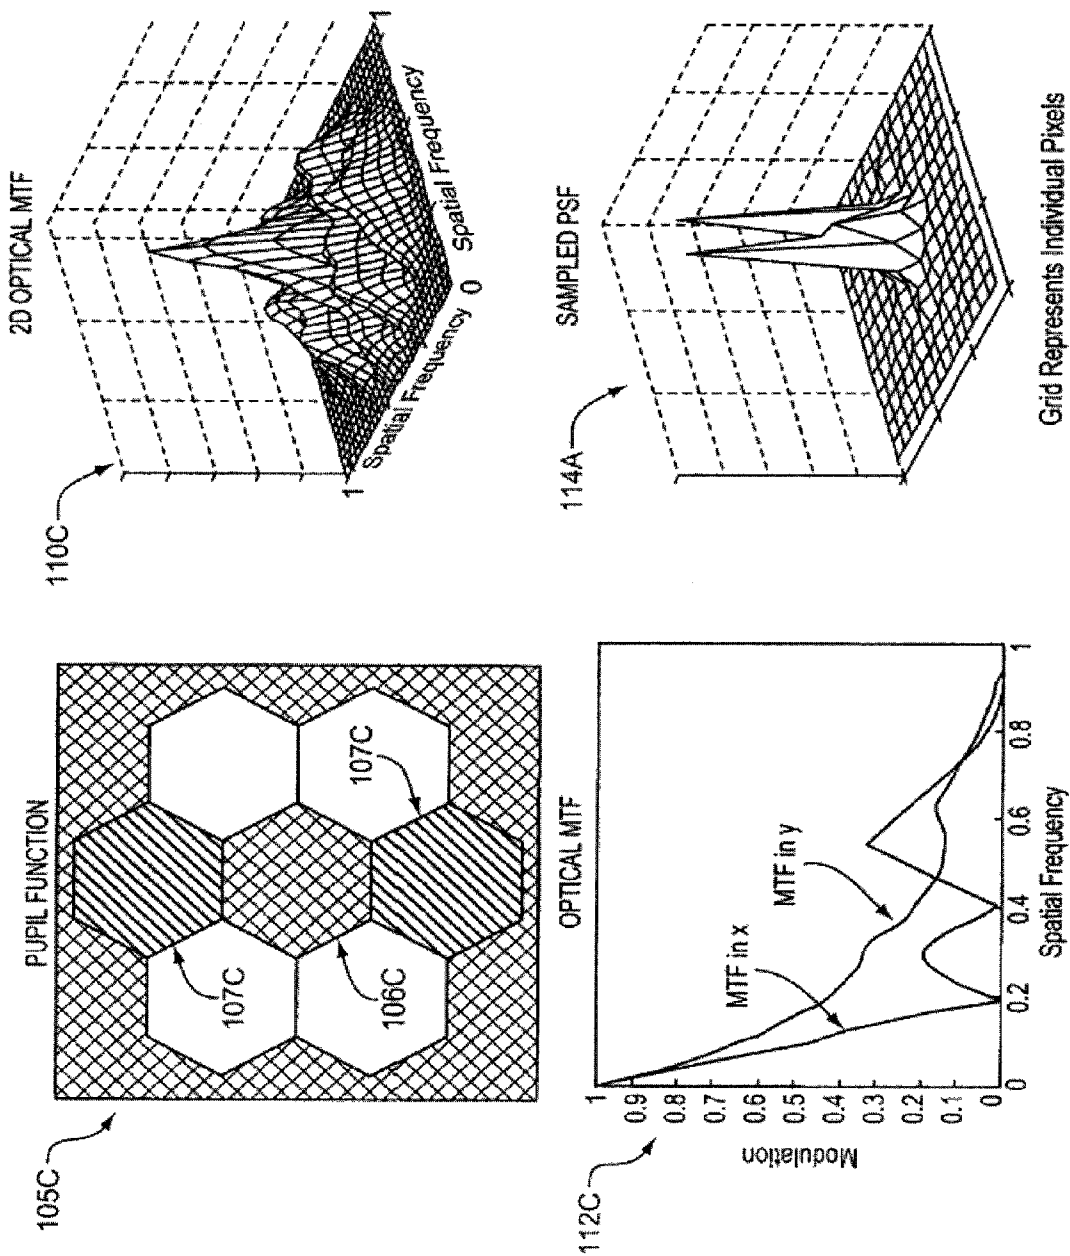 105C
PUPIL FUNCTION
107C
106C
107C
110C
2D OPTICAL MTF
1
Spatial Frequency
0
Spatial Frequency
1
112C
OPTICAL MTF
Modulation
1
0.9
0.8
0.7
0.6
0.5
0.4
0.3
0.2
0.1
0
MTF in x
MTF in y
0
0.2
0.4
0.6
0.8
1
Spatial Frequency
114A
SAMPLED PSF
Grid Represents Individual Pixels